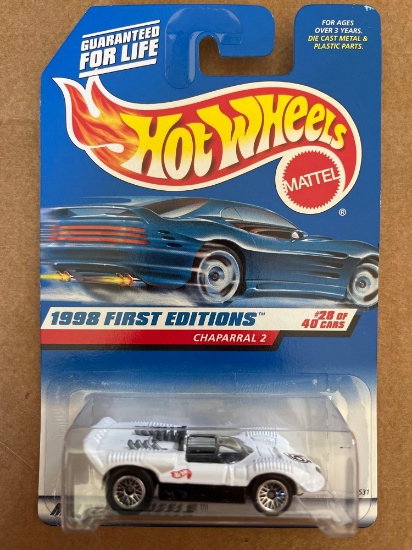 GUARANTEED
FOR LIFE
FOR AGES
OVER 3 YEARS.
DIE CAST METAL &
PLASTIC PARTS.
HOT WHEELS
MATTEL
®
1998 FIRST EDITIONS™
#28 OF
40 CARS
CHAPARRAL 2